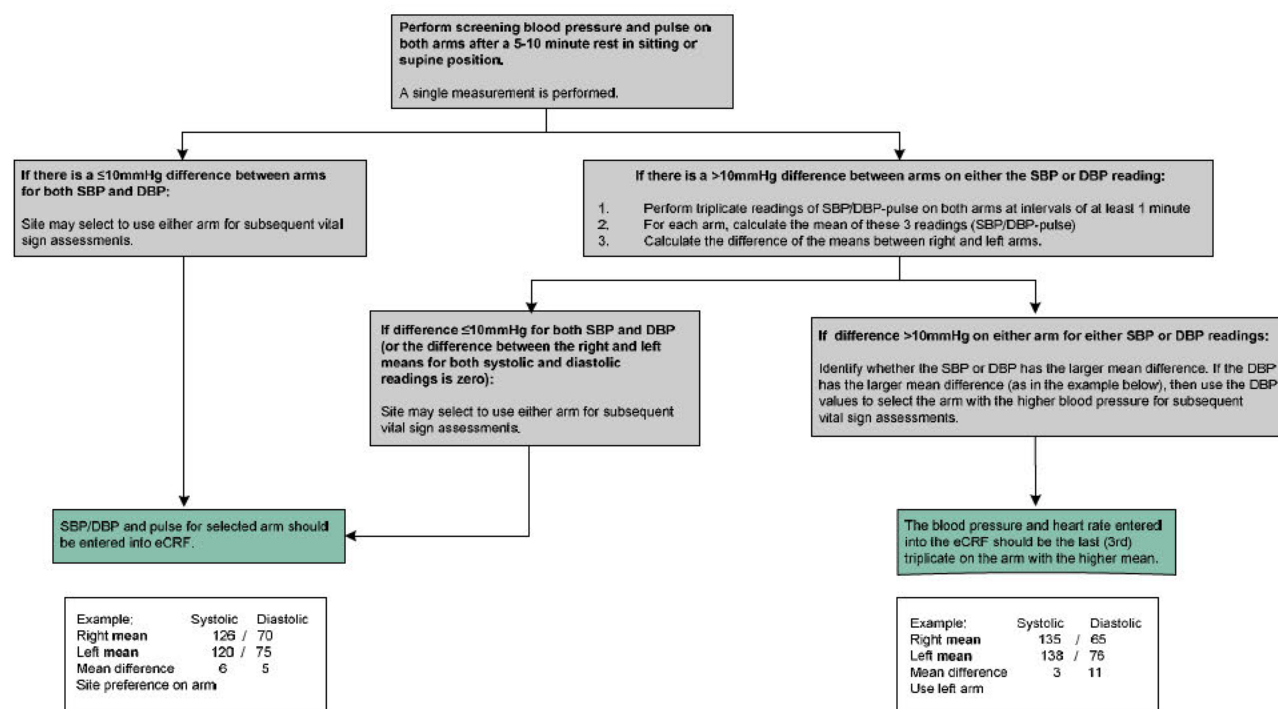 Perform screening blood pressure and pulse on
both arms after a 5-10 minute rest in sitting or
supine position.
A single measurement is performed.
If there is a ≤10mmHg difference between arms
for both SBP and DBP:
Site may select to use either arm for subsequent vital
sign assessments.
If there is a >10mmHg difference between arms on either the SBP or DBP reading:
1. Perform triplicate readings of SBP/DBP-pulse on both arms at intervals of at least 1 minute
2. For each arm, calculate the mean of these 3 readings (SBP/DBP-pulse)
3. Calculate the difference of the means between right and left arms.
If difference ≤10mmHg for both SBP and DBP
(or the difference between the right and left
means for both systolic and diastolic
readings is zero):
Site may select to use either arm for subsequent
vital sign assessments.
If difference >10mmHg on either arm for either SBP or DBP readings:
Identify whether the SBP or DBP has the larger mean difference. If the DBP
has the larger mean difference (as in the example below), then use the DBP
values to select the arm with the higher blood pressure for subsequent
vital sign assessments.
SBP/DBP and pulse for selected arm should
be entered into eCRF.
The blood pressure and heart rate entered
into the eCRF should be the last (3rd)
triplicate on the arm with the higher mean.
Example: Systolic Diastolic
Right mean 126 / 70
Left mean 120 / 75
Mean difference 6 5
Site preference on arm
Example: Systolic Diastolic
Right mean 135 / 65
Left mean 138 / 76
Mean difference 3 11
Use left arm